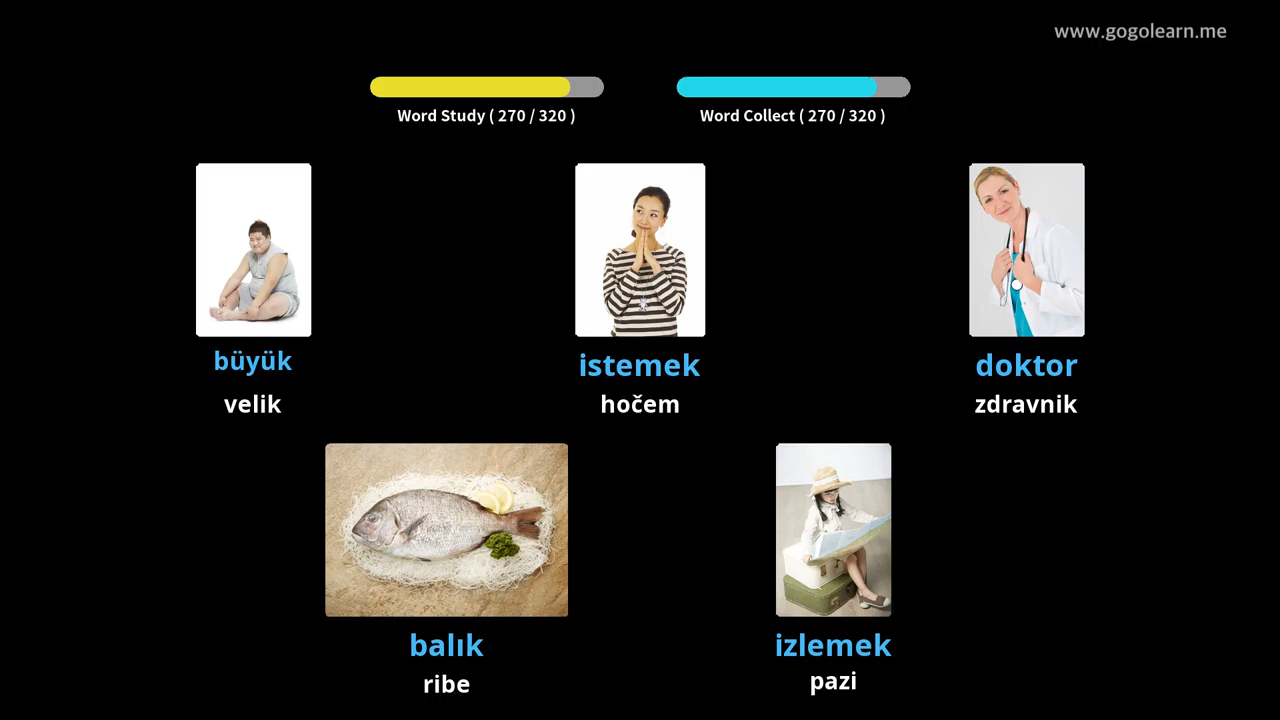 www.gogolearn.me
Word Study ( 270 / 320 )
Word Collect ( 270 / 320 )
büyük
velik
istemek
hočem
doktor
zdravnik
balık
ribe
izlemek
pazi